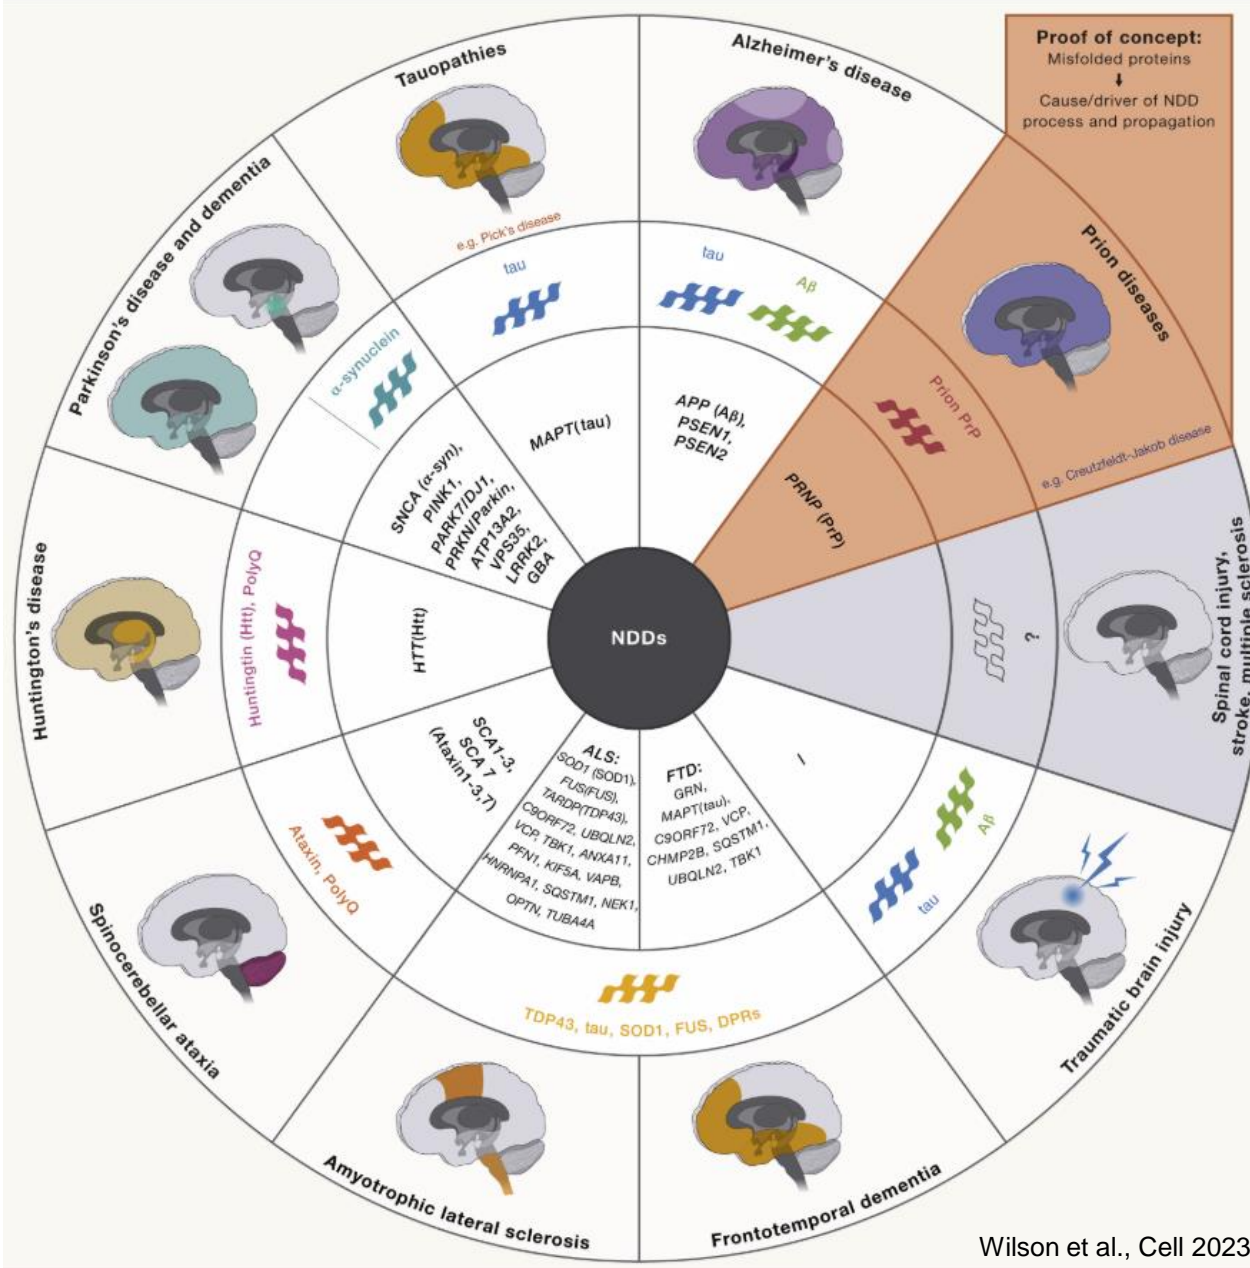 Proof of concept:
Misfolded proteins
Cause/driver of NDD
process and propagation
Tauopathies
e.g. Pick's disease
tau
MAPT(tau)
Alzheimer's disease
tau
Aβ
APP (Aβ),
PSEN1,
PSEN2
Prion diseases
e.g. Creutzfeldt-Jakob disease
Prion PrP
PRNP (PrP)
Spinal cord injury,
stroke, multiple sclerosis
?
Traumatic brain injury
Aβ
tau
/
Frontotemporal dementia
FTD:
GRN,
MAPT(tau),
C9ORF72, VCP,
CHMP2B, SQSTM1,
UBQLN2, TBK1
TDP43, tau, SOD1, FUS, DPRs
Amyotrophic lateral sclerosis
ALS:
SOD1 (SOD1),
FUS(FUS),
TARDP(TDP43),
C9ORF72, UBQLN2,
VCP, TBK1, ANXA11,
PFN1, KIF5A, VAPB,
HNRNPA1, SQSTM1, NEK1,
OPTN, TUBA4A
Spinocerebellar ataxia
Ataxin, PolyQ
SCA1-3,
SCA 7
(Ataxin1-3,7)
Huntington's disease
Huntingtin (Htt), PolyQ
HTT(Htt)
Parkinson's disease and dementia
α-synuclein
SNCA (α-syn),
PINK1,
PARK7/DJ1,
PRKN/Parkin,
ATP13A2,
VPS35,
LRRK2,
GBA
NDDs
Wilson et al., Cell 2023